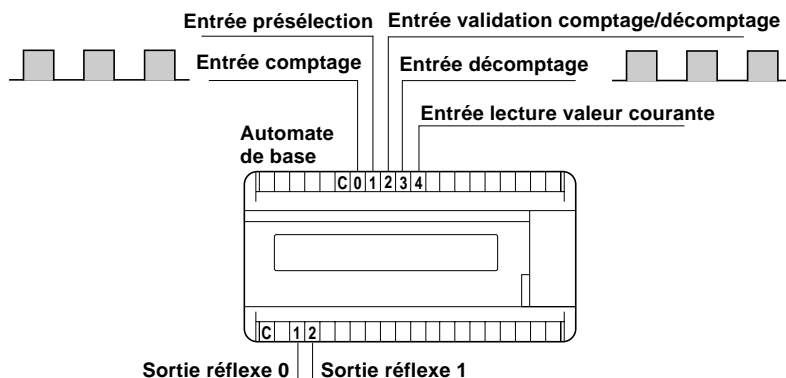 Entrée présélection
Entrée validation comptage/décomptage
Entrée comptage
Entrée décomptage
Entrée lecture valeur courante
Automate
de base
C 0 1 2 3 4
C 1 2
Sortie réflexe 0
Sortie réflexe 1